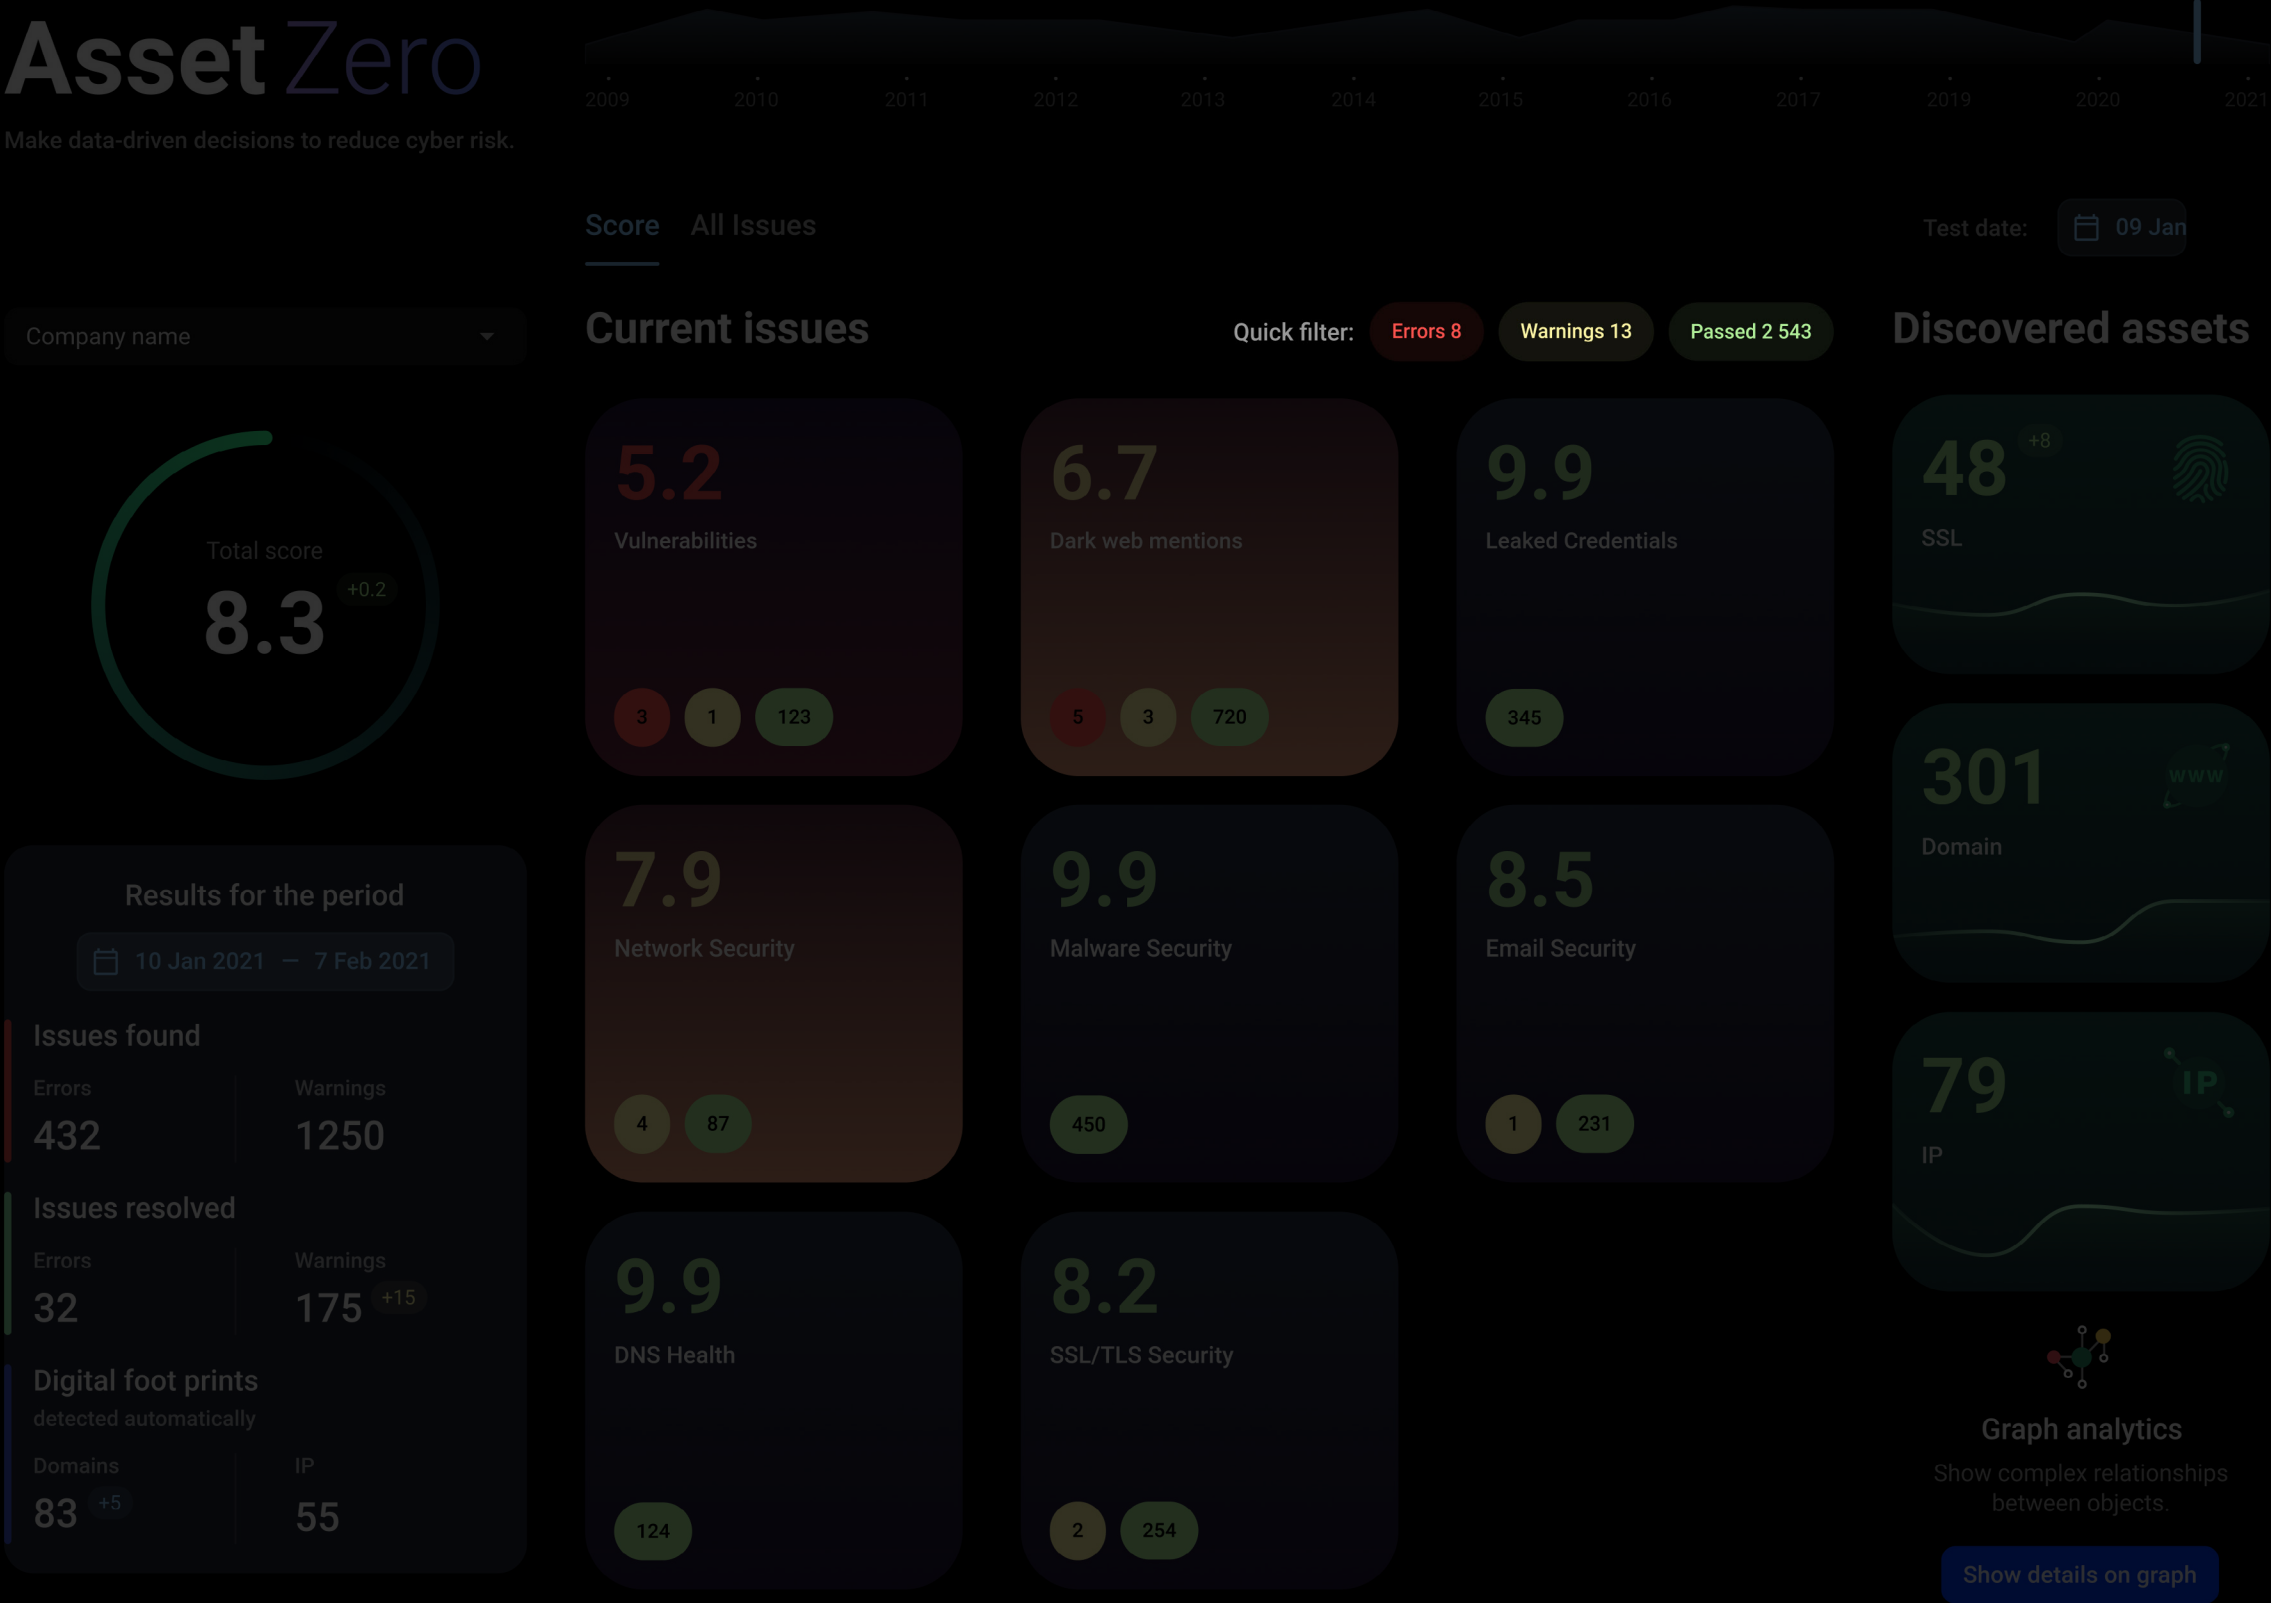 Asset Zero
Make data-driven decisions to reduce cyber risk.
2009 2010 2011 2012 2013 2014 2015 2016 2017 2019 2020 2021
Score All Issues
Test date: 09 Jan
Company name
Current issues
Quick filter: Errors 8 Warnings 13 Passed 2 543
Discovered assets
Total score
8.3 +0.2
5.2
Vulnerabilities
3 1 123
6.7
Dark web mentions
5 3 720
9.9
Leaked Credentials
345
48 +8
SSL
7.9
Network Security
4 87
9.9
Malware Security
450
8.5
Email Security
1 231
301
WWW
Domain
Results for the period
10 Jan 2021 — 7 Feb 2021
Issues found
Errors Warnings
432 1250
Issues resolved
Errors Warnings
32 175 +15
Digital foot prints
detected automatically
Domains IP
83 +5 55
9.9
DNS Health
124
8.2
SSL/TLS Security
2 254
79
IP
IP
Graph analytics
Show complex relationships
between objects.
Show details on graph